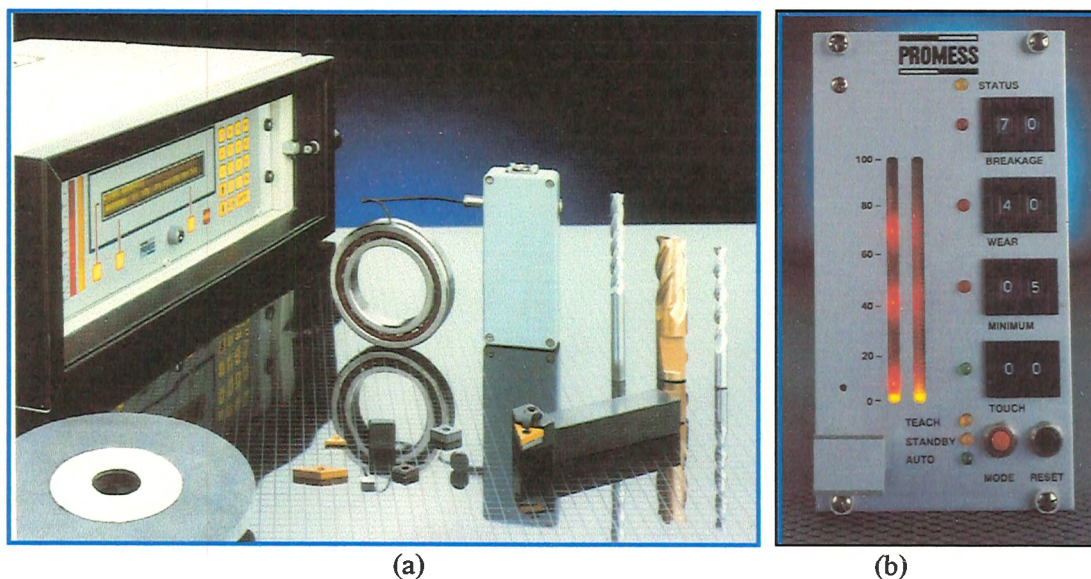 PROMESS
STATUS
7 0
BREAKAGE
100
80
4 0
WEAR
60
40
0 5
MINIMUM
20
0 0
0
TOUCH
TEACH
STANDBY
AUTO
MODE RESET
(a) (b)